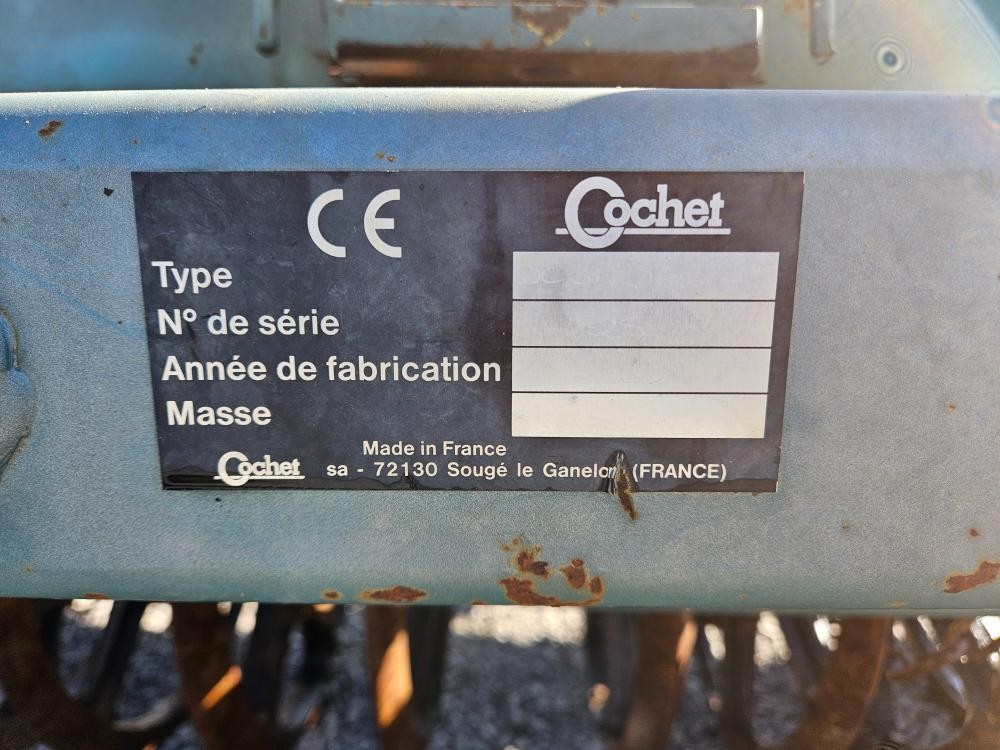 CE Cochet
Type
N° de série
Année de fabrication
Masse
Made in France
Cochet sa - 72130 Sougé le Ganelon (FRANCE)